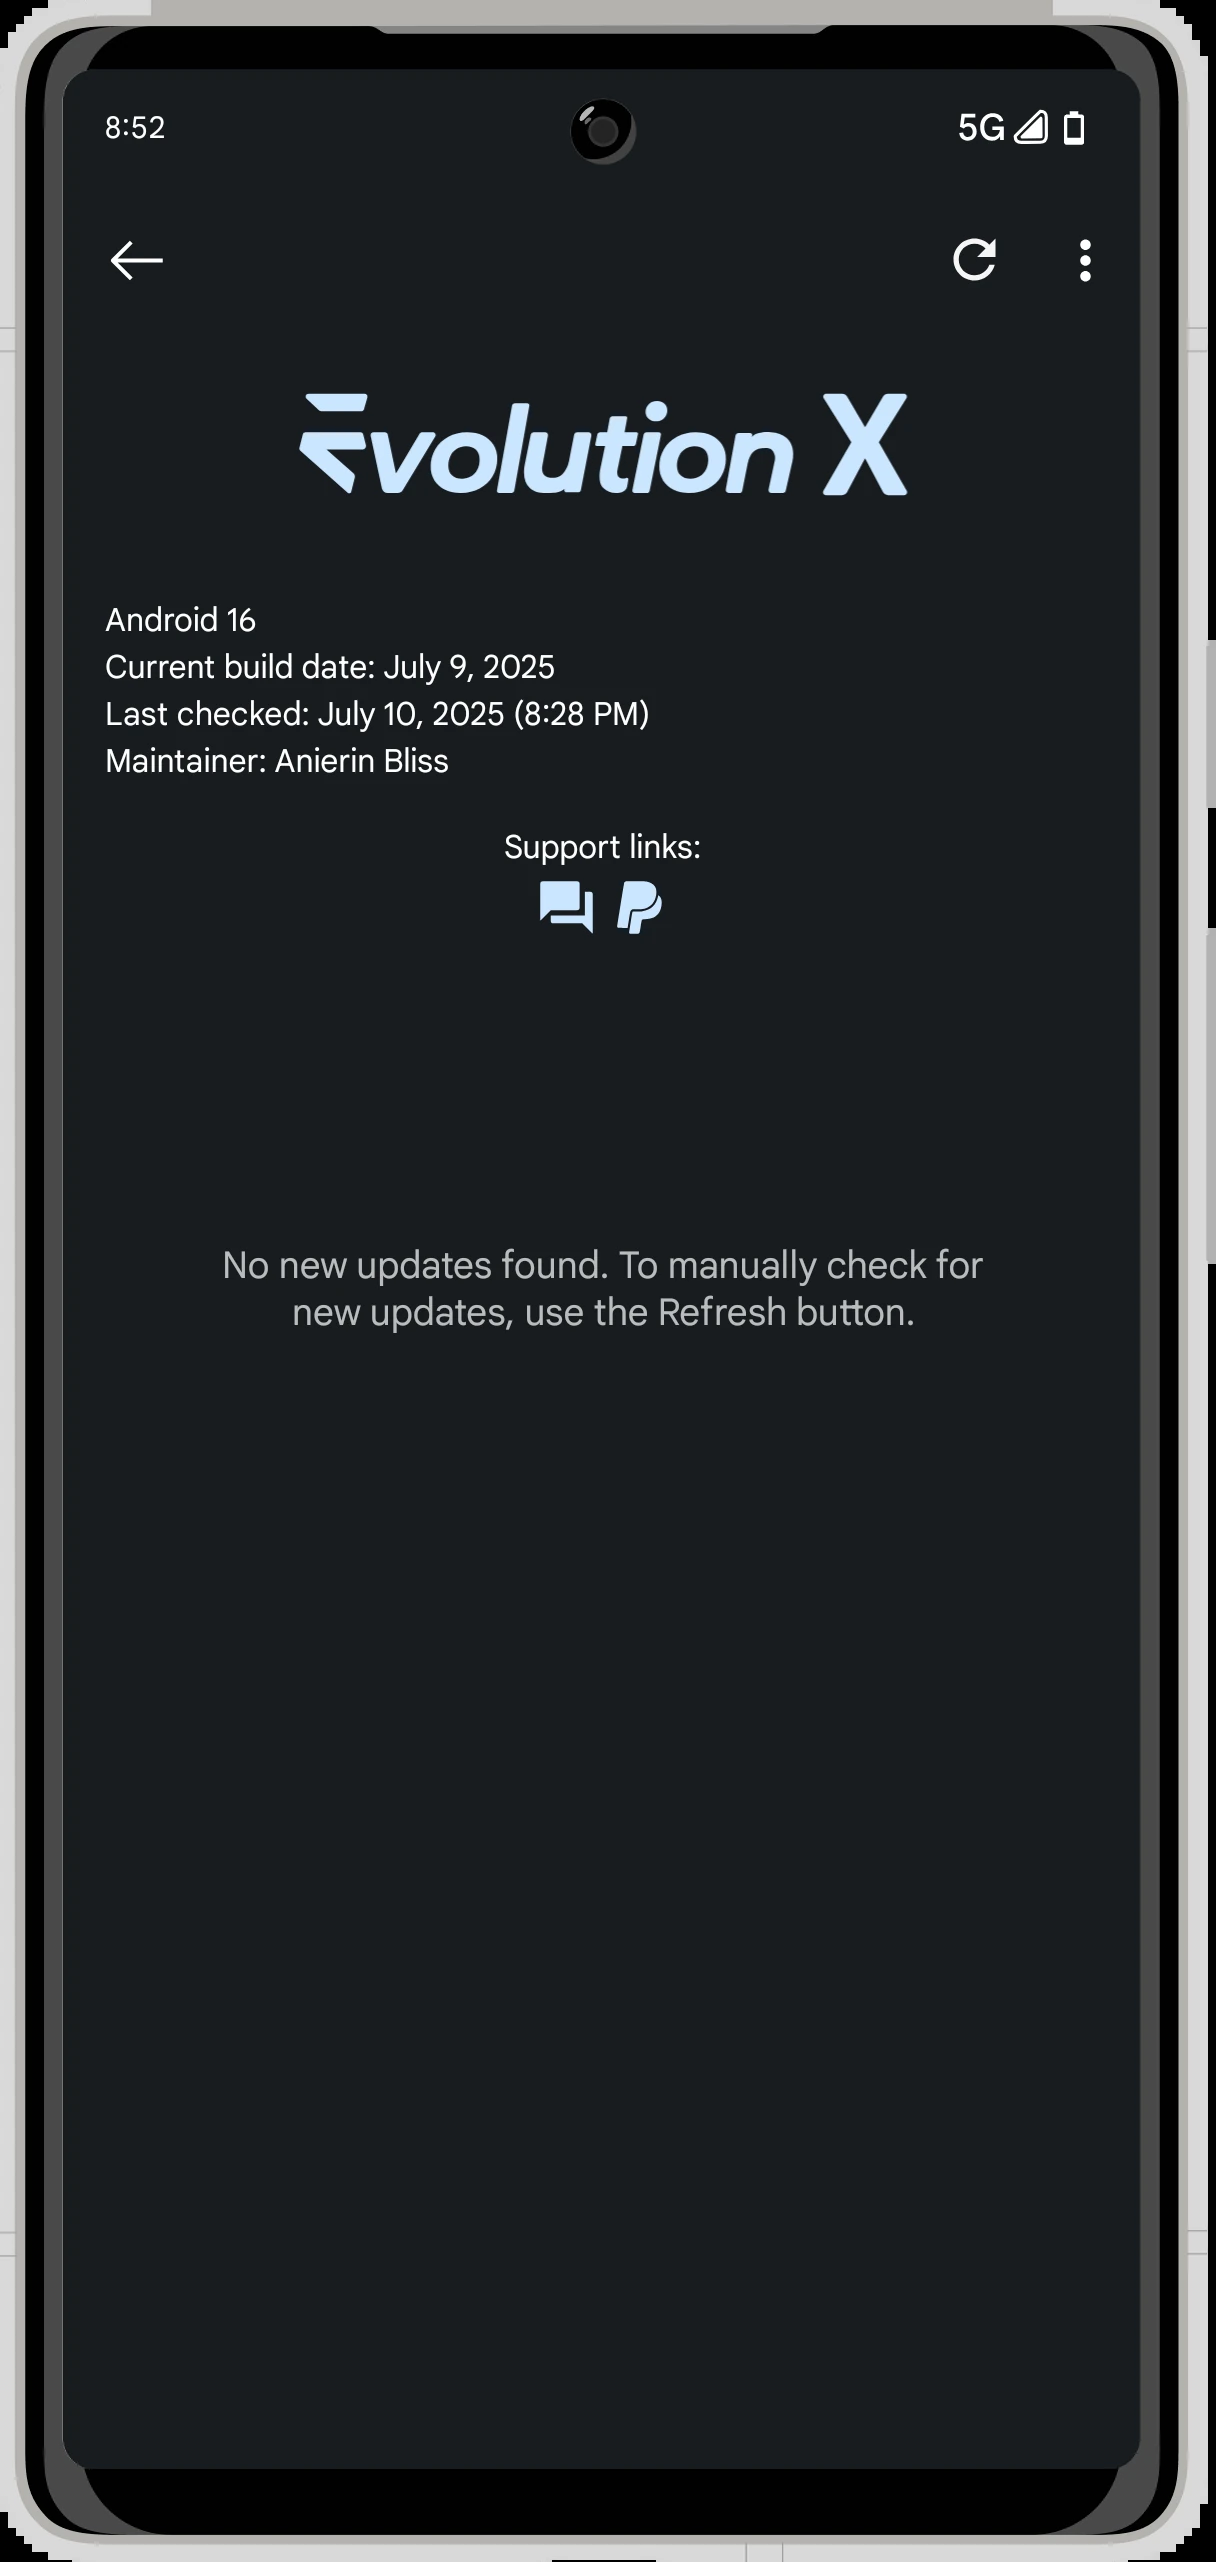 8:52
5G
Evolution X
Android 16
Current build date: July 9, 2025
Last checked: July 10, 2025 (8:28 PM)
Maintainer: Anierin Bliss
Support links:
No new updates found. To manually check for
new updates, use the Refresh button.